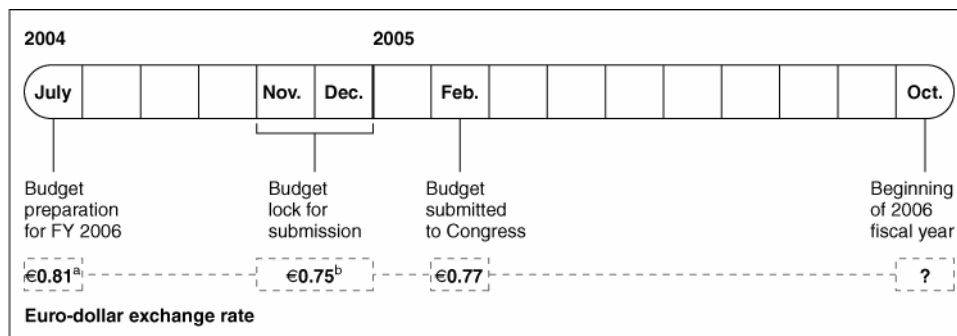 2004 2005
July Nov. Dec. Feb. Oct.
Budget
preparation
for FY 2006
Budget
lock for
submission
Budget
submitted
to Congress
Beginning
of 2006
fiscal year
€0.81a €0.75b €0.77 ?
Euro-dollar exchange rate